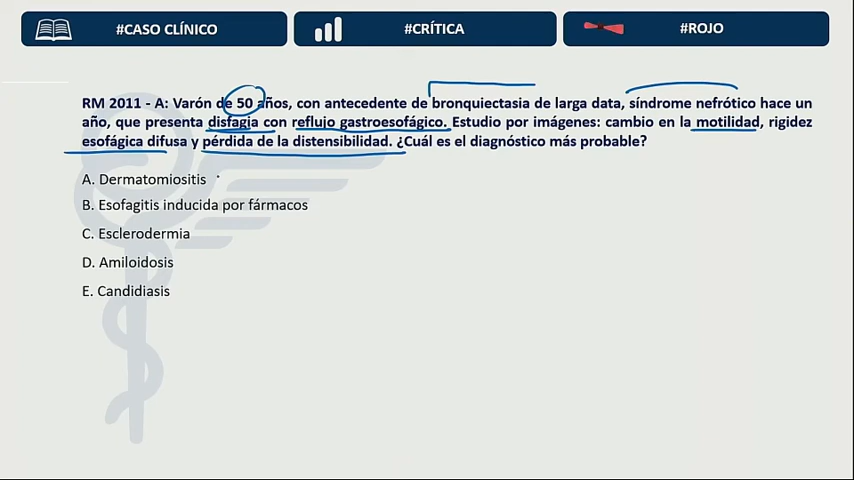 #CASO CLÍNICO
#CRÍTICA
#ROJO
RM 2011 - A: Varón de 50 años, con antecedente de bronquiectasia de larga data, síndrome nefrótico hace un
año, que presenta disfagia con reflujo gastroesofágico. Estudio por imágenes: cambio en la motilidad, rigidez
esofágica difusa y pérdida de la distensibilidad. ¿Cuál es el diagnóstico más probable?
A. Dermatomiositis
B. Esofagitis inducida por fármacos
C. Esclerodermia
D. Amiloidosis
E. Candidiasis